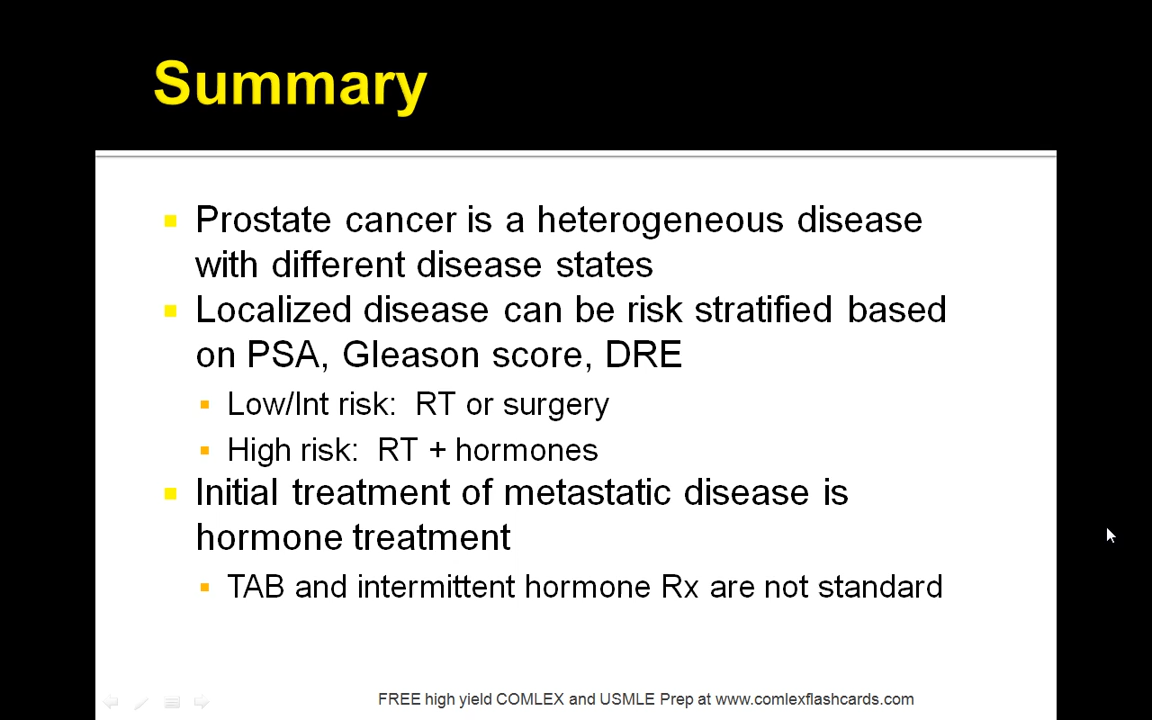 Summary
Prostate cancer is a heterogeneous disease
with different disease states
Localized disease can be risk stratified based
on PSA, Gleason score, DRE
Low/Int risk: RT or surgery
High risk: RT + hormones
Initial treatment of metastatic disease is
hormone treatment
TAB and intermittent hormone Rx are not standard
FREE high yield COMLEX and USMLE Prep at www.comlexflashcards.com